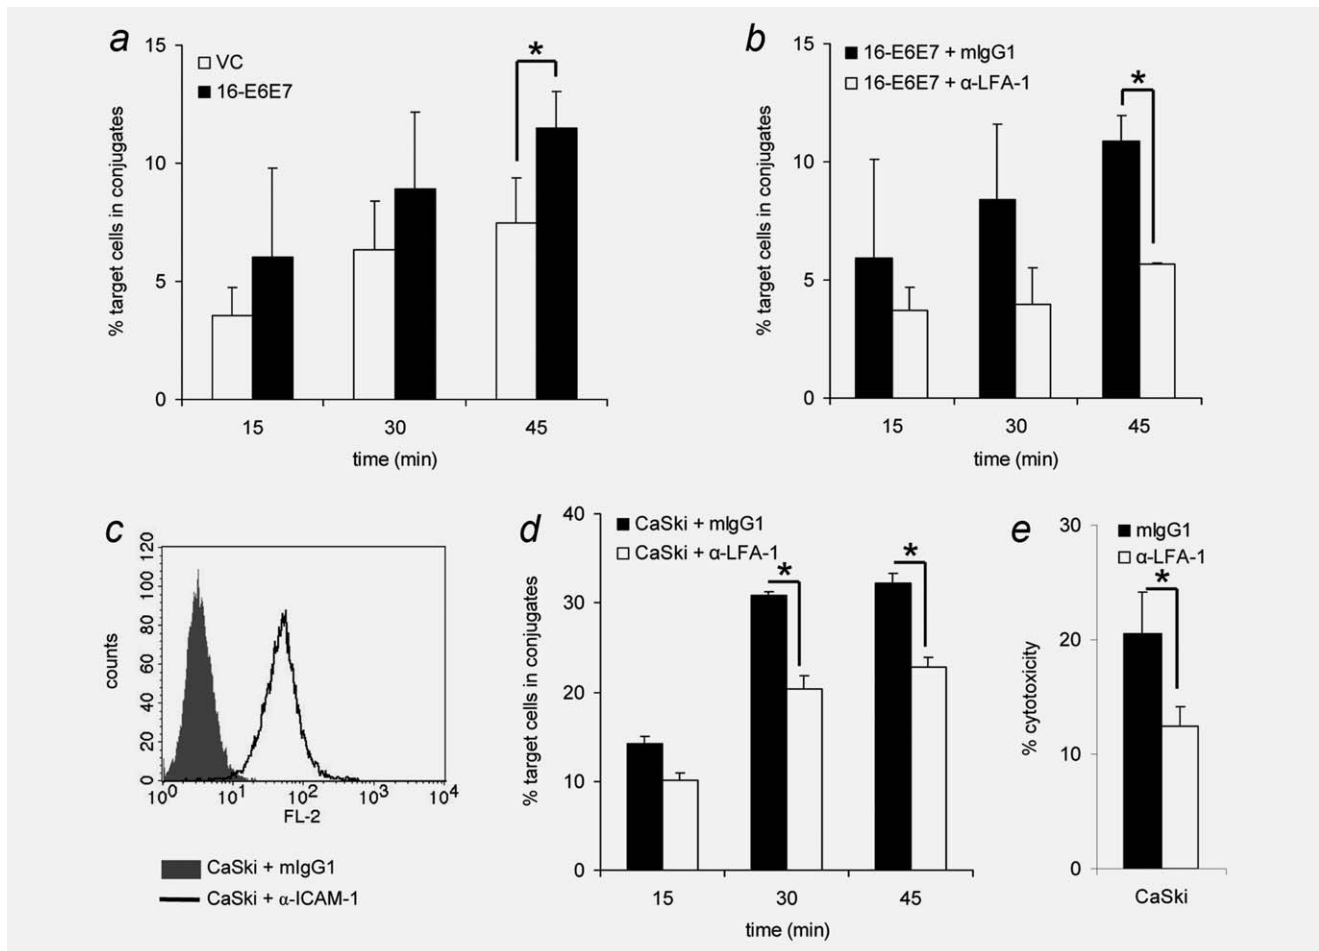 a
15
10
5
0
% target cells in conjugates
VC
16-E6E7
*
15 30 45
time (min)
b
15
10
5
0
% target cells in conjugates
16-E6E7 + mIgG1
16-E6E7 + α-LFA-1
*
15 30 45
time (min)
c
120
100
80
60
40
20
0
counts
10⁰ 10¹ 10² 10³ 10⁴
FL-2
CaSki + mIgG1
CaSki + α-ICAM-1
d
40
30
20
10
0
% target cells in conjugates
CaSki + mIgG1
CaSki + α-LFA-1
* *
15 30 45
time (min)
e
30
20
10
0
% cytotoxicity
mIgG1
α-LFA-1
*
CaSki